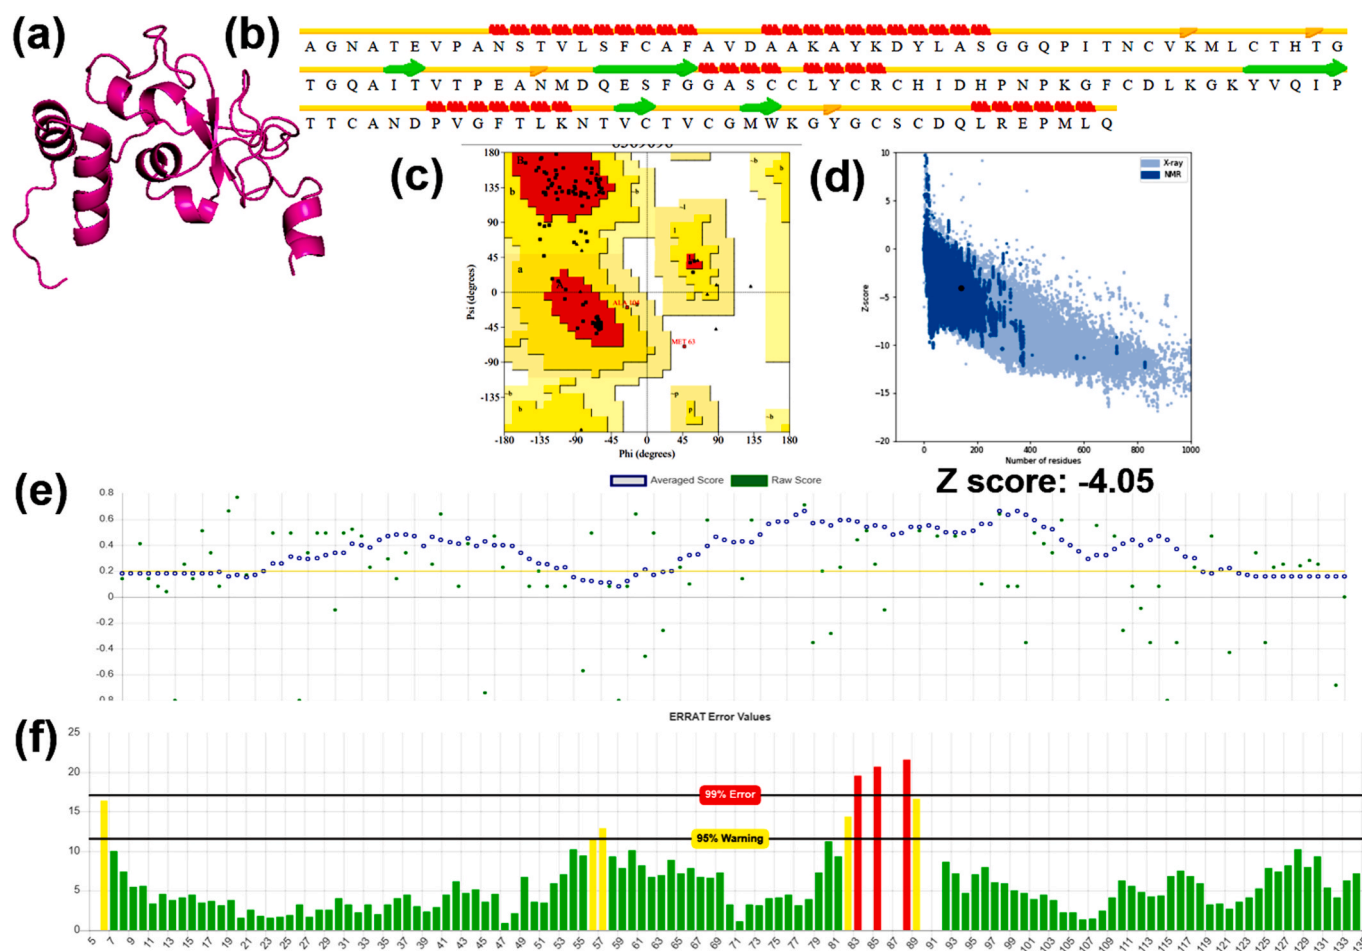 (a)
(b)
A G N A T E V P A N S T V L S F C A F A V D A A K A Y K D Y L A S G G Q P I T N C V K M L C T H T G
T G Q A I T V T P E A N M D Q E S F G G A S C C L Y C R C H I D H P N P K G F C D L K G K Y V Q I P
T T C A N D P V G F T L K N T V C T V C G M W K G Y G C S C D Q L R E P M L Q
(c)
180
135
90
45
0
-45
-90
-135
-180 -135 -90 -45 0 45 90 135 180
Psi (degrees)
Phi (degrees)
B
b
a
l
~l
~b
~b
~b
~b
b
~p
p
~b
MET 65
(d)
10
5
0
-5
-10
-15
-20
0 200 400 600 800 1000
Z-score
Number of residues
X-ray
NMR
Z score: -4.05
(e)
Averaged Score
Raw Score
0.8
0.6
0.4
0.2
0
-0.2
-0.4
-0.6
(f)
ERRAT Error Values
25
20
15
10
5
0
99% Error
95% Warning
5 7 9 11 13 15 17 19 21 23 25 27 29 31 33 35 37 39 41 43 45 47 49 51 53 55 57 59 61 63 65 67 69 71 73 75 77 79 81 83 85 87 89 91 93 95 97 99 101 103 105 107 109 111 113 115 117 119 121 123 125 127 129 131 133